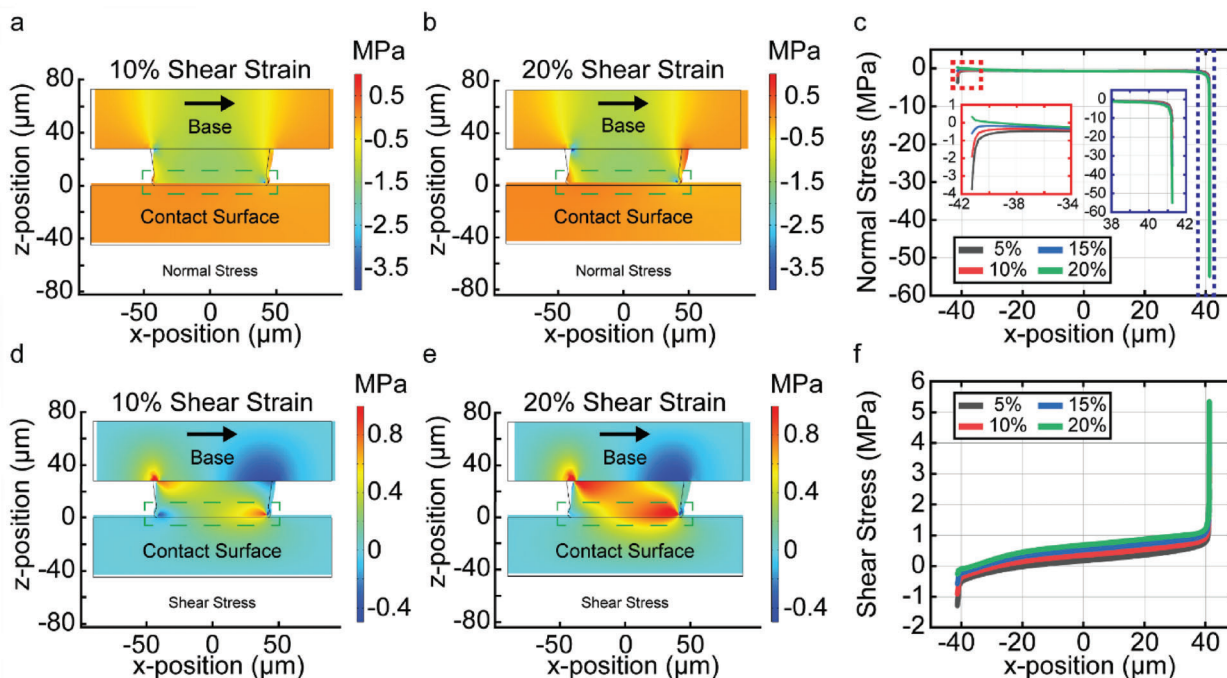 a
10% Shear Strain
MPa
80
40
0
-40
-80
z-position (µm)
Base
Contact Surface
Normal Stress
-50 0 50
x-position (µm)
0.5
-0.5
-1.5
-2.5
-3.5
b
20% Shear Strain
MPa
80
40
0
-40
-80
z-position (µm)
Base
Contact Surface
Normal Stress
-50 0 50
x-position (µm)
0.5
-0.5
-1.5
-2.5
-3.5
c
Normal Stress (MPa)
0
-10
-20
-30
-40
-50
-60
1
0
-1
-2
-3
-4
-42 -38 -34
0
-10
-20
-30
-40
-50
-60
38 40 42
5% 15%
10% 20%
-40 -20 0 20 40
x-position (µm)
d
10% Shear Strain
MPa
80
40
0
-40
-80
z-position (µm)
Base
Contact Surface
Shear Stress
-50 0 50
x-position (µm)
0.8
0.4
0
-0.4
e
20% Shear Strain
MPa
80
40
0
-40
-80
z-position (µm)
Base
Contact Surface
Shear Stress
-50 0 50
x-position (µm)
0.8
0.4
0
-0.4
f
Shear Stress (MPa)
6
5
4
3
2
1
0
-1
-2
5% 15%
10% 20%
-40 -20 0 20 40
x-position (µm)